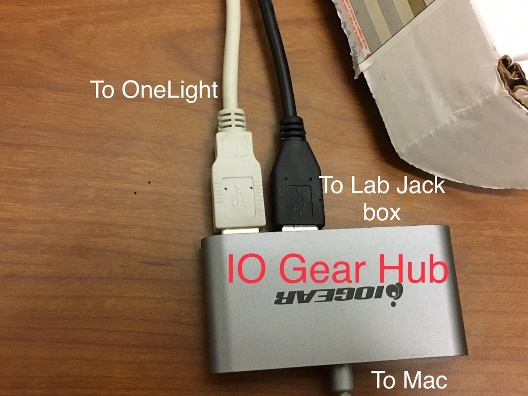 To OneLight
To Lab Jack
box
IO Gear Hub
IOGEAR
To Mac